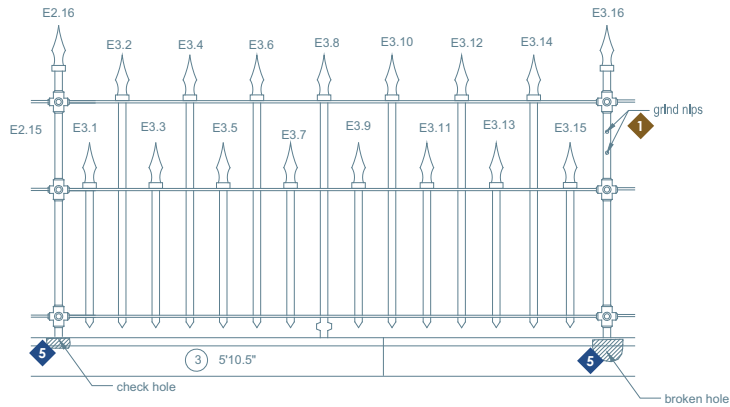 E2.16
E3.16
E3.2
E3.4
E3.6
E3.8
E3.10
E3.12
E3.14
grind nips
1
E2.15
E3.1
E3.3
E3.5
E3.7
E3.9
E3.11
E3.13
E3.15
5
3 5'10.5"
5
check hole
broken hole